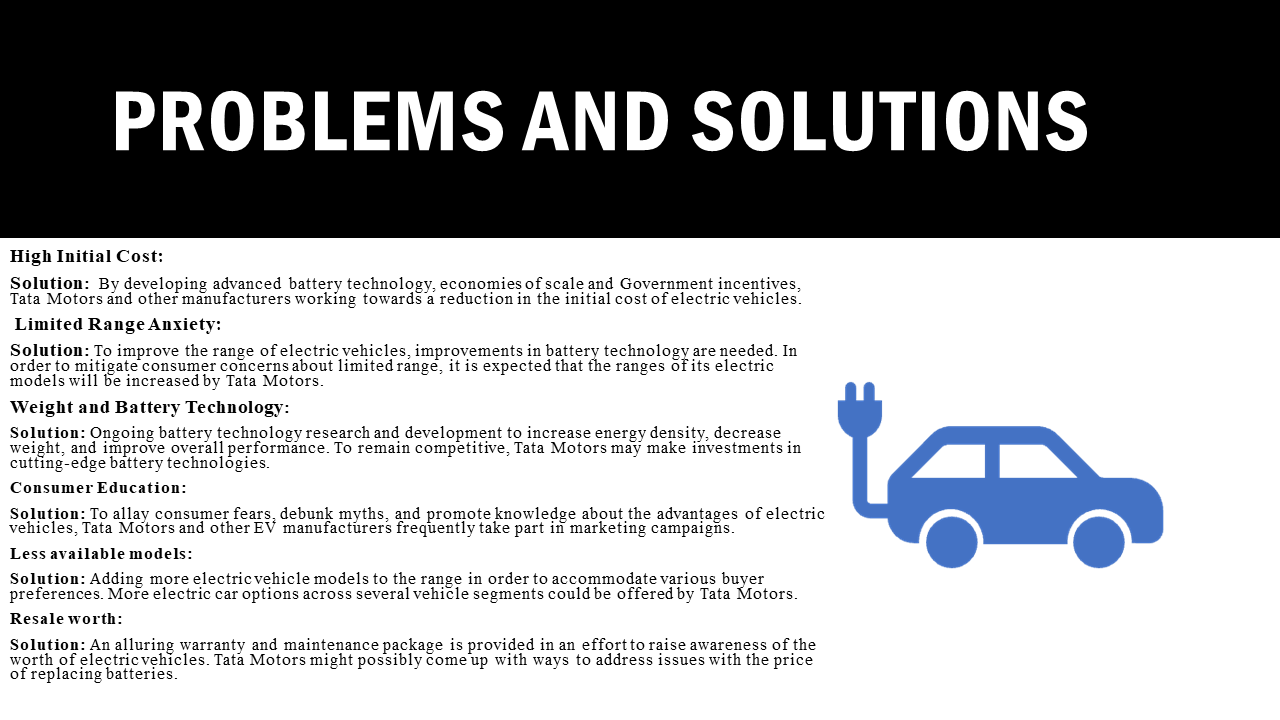 PROBLEMS AND SOLUTIONS
High Initial Cost:
Solution: By developing advanced battery technology, economies of scale and Government incentives,
Tata Motors and other manufacturers working towards a reduction in the initial cost of electric vehicles.
Limited Range Anxiety:
Solution: To improve the range of electric vehicles, improvements in battery technology are needed. In
order to mitigate consumer concerns about limited range, it is expected that the ranges of its electric
models will be increased by Tata Motors.
Weight and Battery Technology:
Solution: Ongoing battery technology research and development to increase energy density, decrease
weight, and improve overall performance. To remain competitive, Tata Motors may make investments in
cutting-edge battery technologies.
Consumer Education:
Solution: To allay consumer fears, debunk myths, and promote knowledge about the advantages of electric
vehicles, Tata Motors and other EV manufacturers frequently take part in marketing campaigns.
Less available models:
Solution: Adding more electric vehicle models to the range in order to accommodate various buyer
preferences. More electric car options across several vehicle segments could be offered by Tata Motors.
Resale worth:
Solution: An alluring warranty and maintenance package is provided in an effort to raise awareness of the
worth of electric vehicles. Tata Motors might possibly come up with ways to address issues with the price
of replacing batteries.